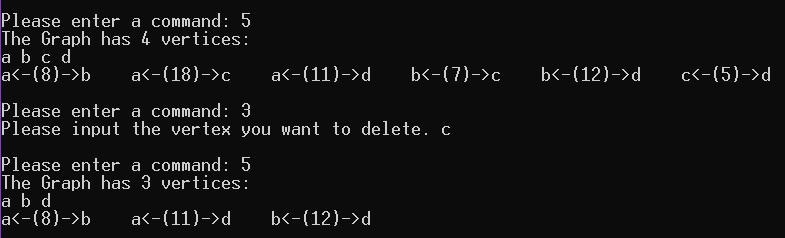 Please enter a command: 5
The Graph has 4 vertices:
a b c d
a<-(8)->b    a<-(18)->c    a<-(11)->d    b<-(7)->c    b<-(12)->d    c<-(5)->d
Please enter a command: 3
Please input the vertex you want to delete. c
Please enter a command: 5
The Graph has 3 vertices:
a b d
a<-(8)->b    a<-(11)->d    b<-(12)->d